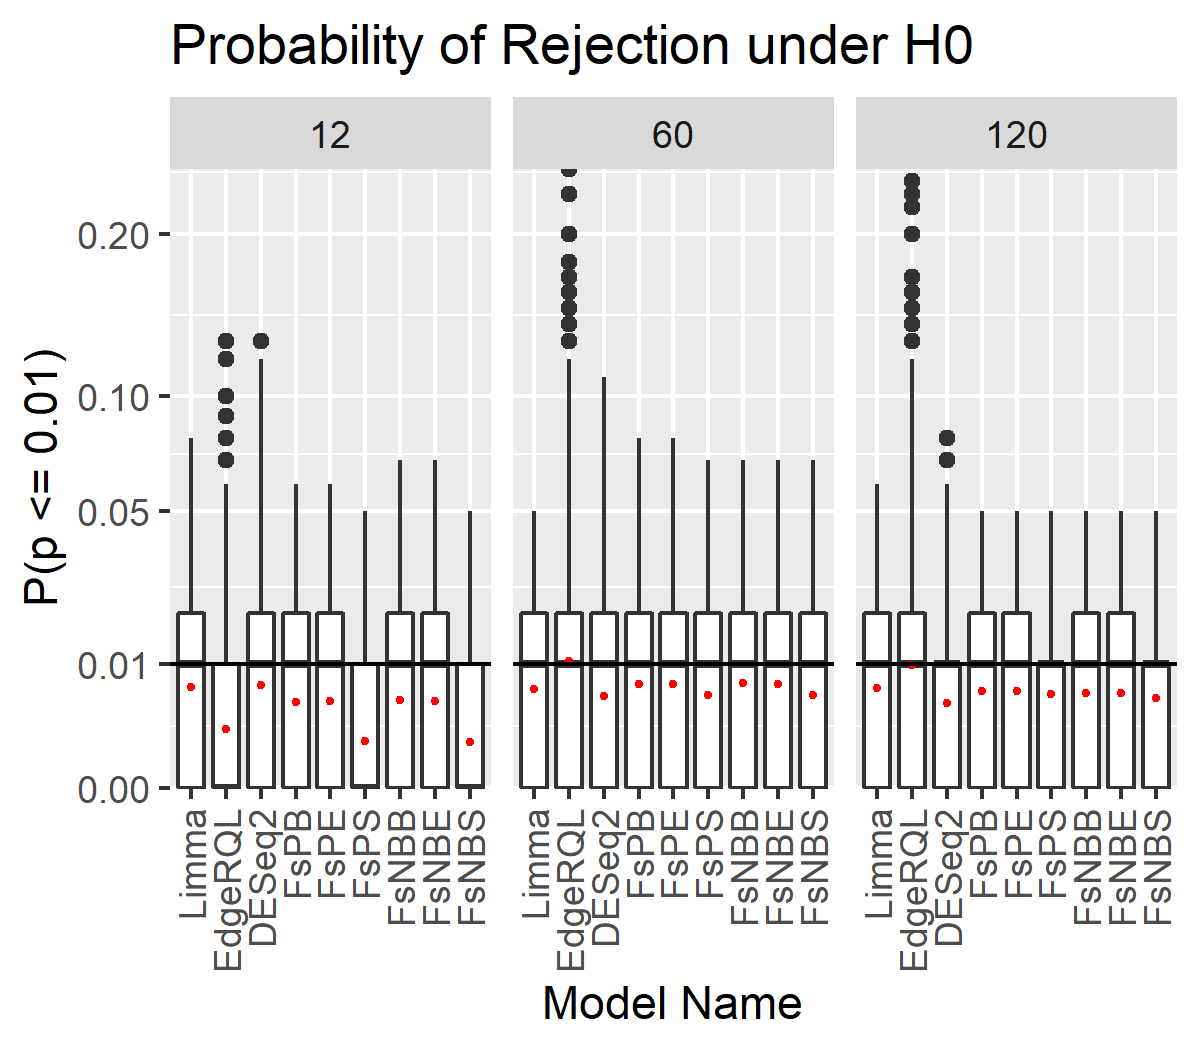 Probability of Rejection under H0
12 60 120
P(p <= 0.01)
0.20
0.10
0.05
0.01
0.00
Limma EdgeRQL DESeq2 FsPB FsPE FsPS FsNBB FsNBE FsNBS Limma EdgeRQL DESeq2 FsPB FsPE FsPS FsNBB FsNBE FsNBS Limma EdgeRQL DESeq2 FsPB FsPE FsPS FsNBB FsNBE FsNBS
Model Name